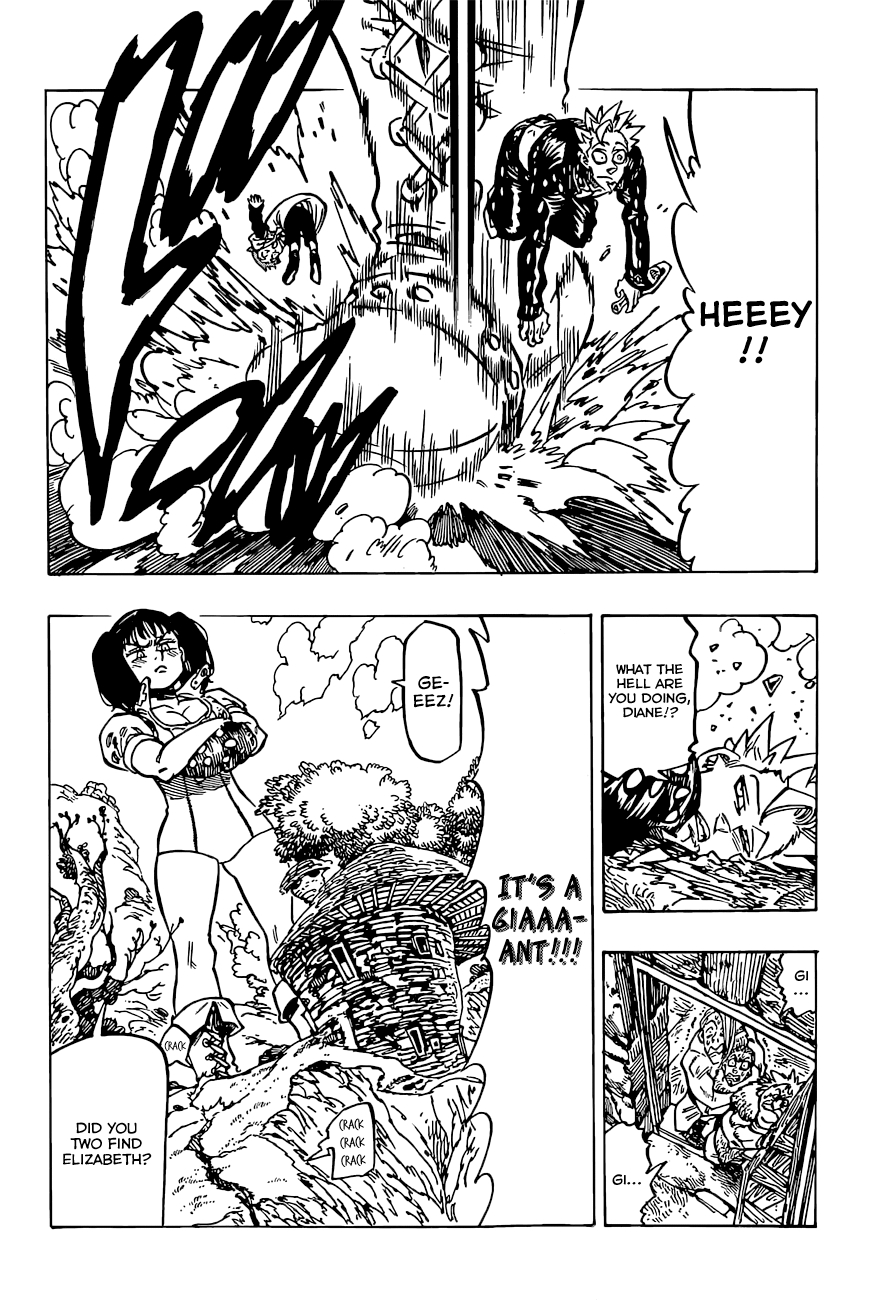 HEEEY
!!
WHAT THE
HELL ARE
YOU DOING,
DIANE!?
GI
...
GI...
IT'S A
GIAAA-
ANT!!!
GE-
EEZ!
CRACK
CRACK
CRACK
CRACK
DID YOU
TWO FIND
ELIZABETH?